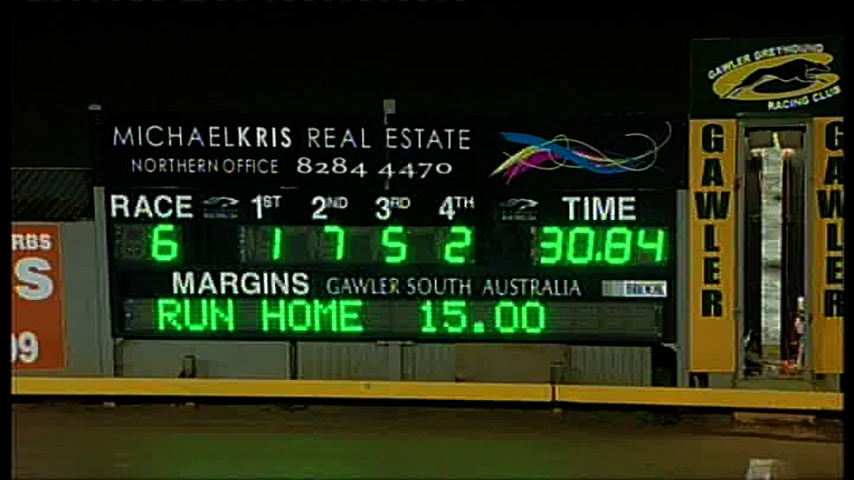 GAWLER GREYHOUND
RACING CLUB
MICHAELKRIS REAL ESTATE
NORTHERN OFFICE 8284 4470
RACE 1ST 2ND 3RD 4TH TIME
6 1 7 5 2 30.84
MARGINS GAWLER SOUTH AUSTRALIA
RUN HOME 15.00
GAWLER
GAWLER
RBS
S
09